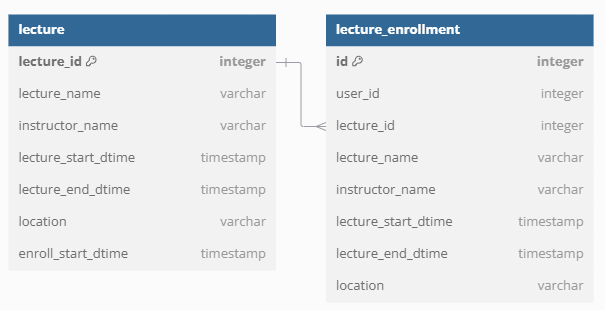 lecture
lecture_id integer
lecture_name varchar
instructor_name varchar
lecture_start_dtime timestamp
lecture_end_dtime timestamp
location varchar
enroll_start_dtime timestamp
lecture_enrollment
id integer
user_id integer
lecture_id integer
lecture_name varchar
instructor_name varchar
lecture_start_dtime timestamp
lecture_end_dtime timestamp
location varchar